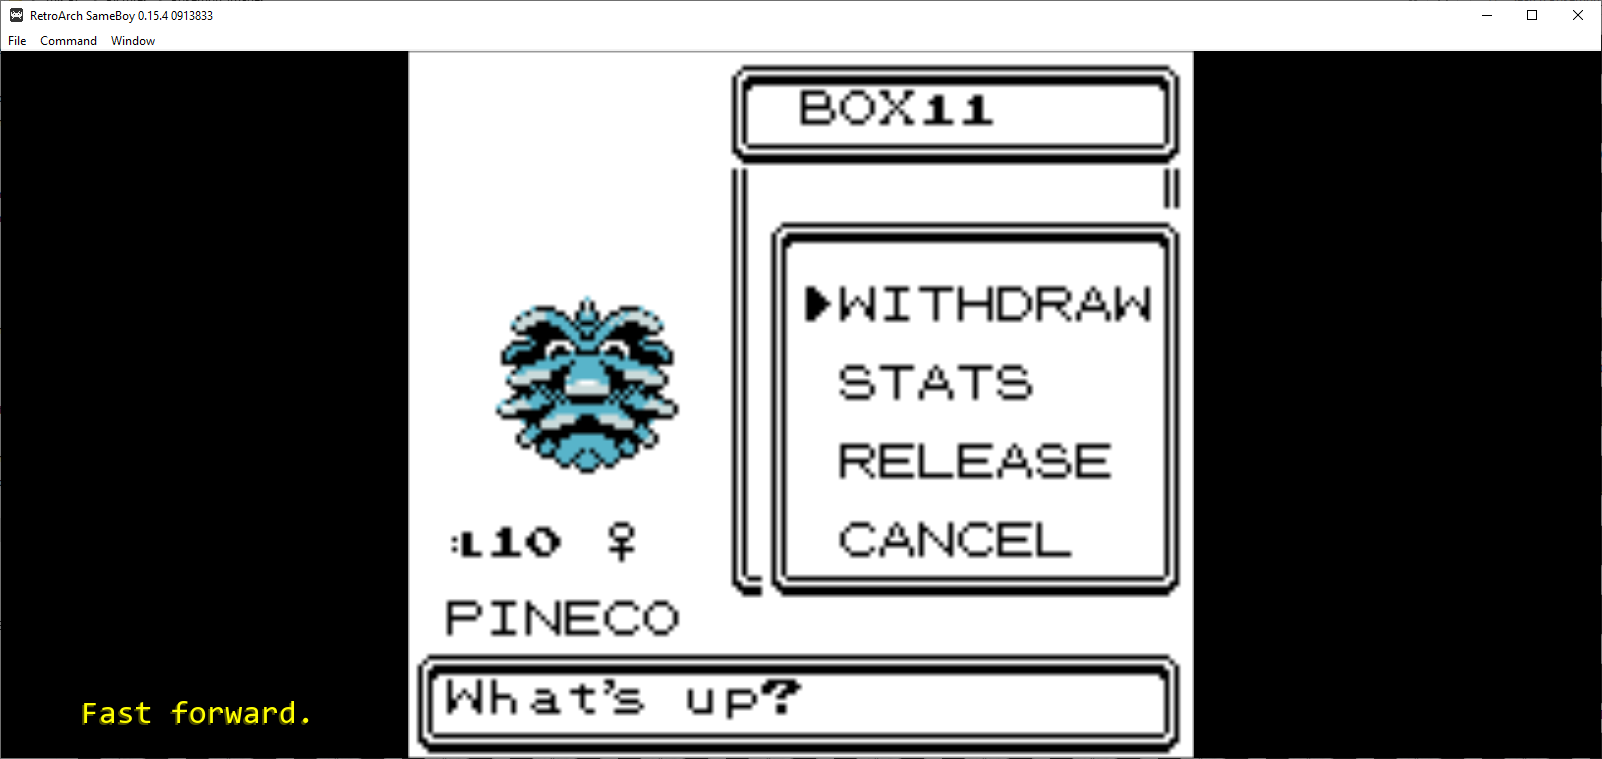 RetroArch SameBoy 0.15.4 0913833
File Command Window
BOX11
▶WITHDRAW
STATS
RELEASE
CANCEL
:L10 ♀
PINECO
What's up?
Fast forward.